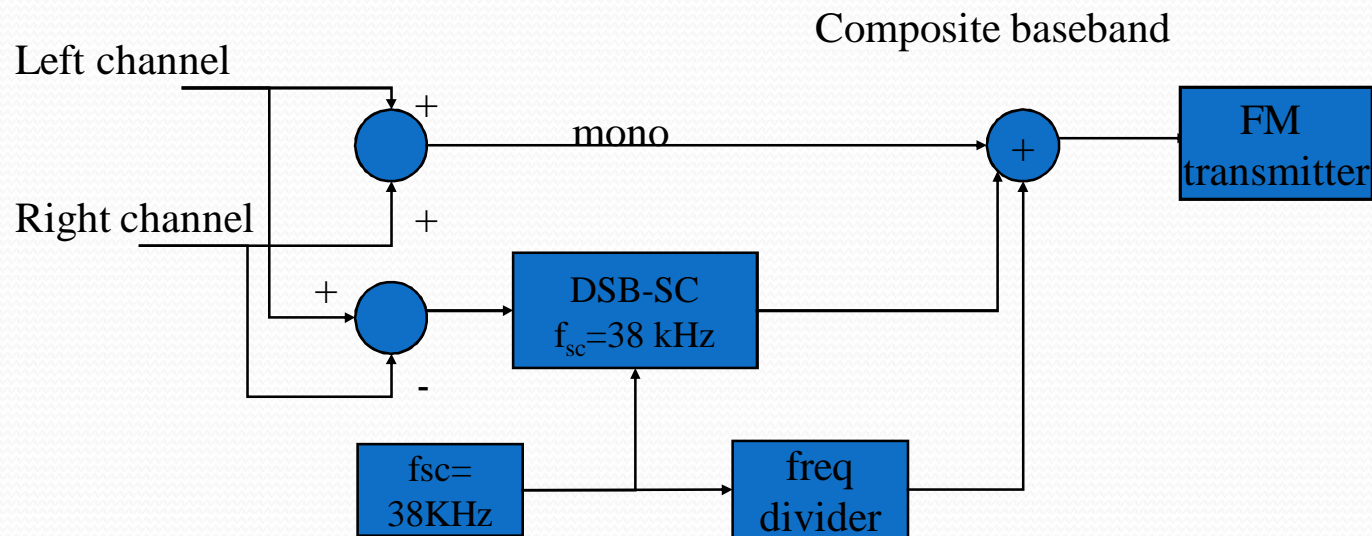 Composite baseband
Left channel
+
mono
+
FM
transmitter
Right channel
+
+
DSB-SC
fsc=38 kHz
-
fsc=
38KHz
freq
divider